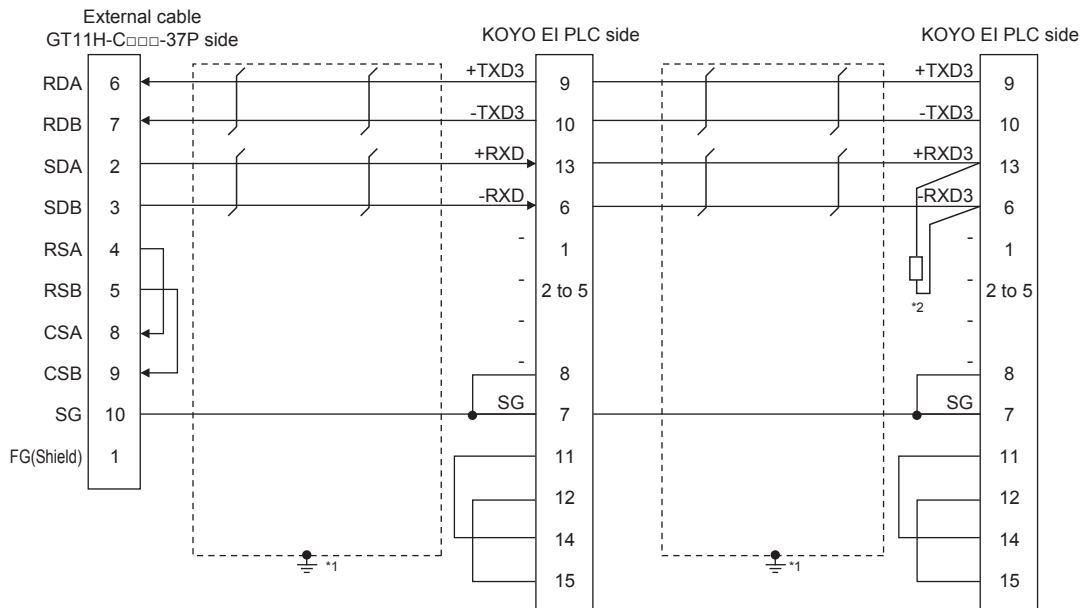 External cable
GT11H-C□□□-37P side
KOYO EI PLC side
KOYO EI PLC side
RDA 6 +TXD3 9 +TXD3 9
RDB 7 -TXD3 10 -TXD3 10
SDA 2 +RXD 13 +RXD3 13
SDB 3 -RXD 6 -RXD3 6
RSA 4 - 1 - 1
RSB 5 - 2 to 5 - 2 to 5
*2
CSA 8 - -
CSB 9 - 8 - 8
SG 10 SG 7 SG 7
FG(Shield) 1 11 11
12 12
14 14
*1 *1
15 15